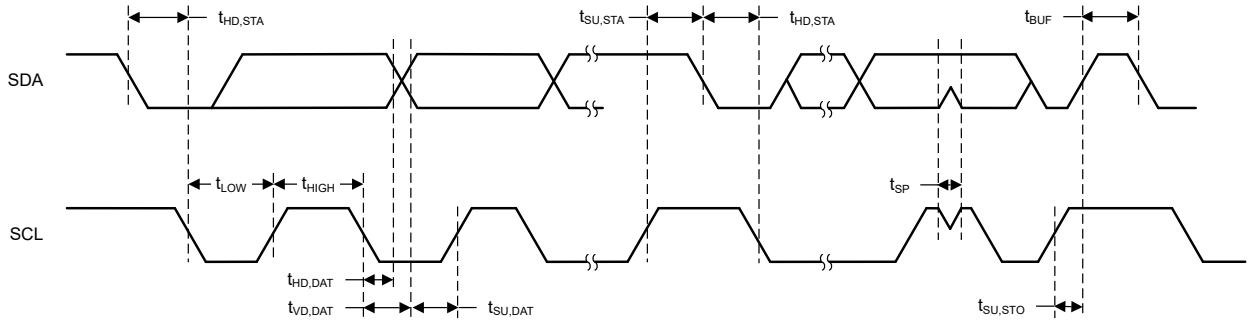 tHD,STA
tSU,STA
tHD,STA
tBUF
SDA
tLOW
tHIGH
tSP
SCL
tHD,DAT
tVD,DAT
tSU,DAT
tSU,STO